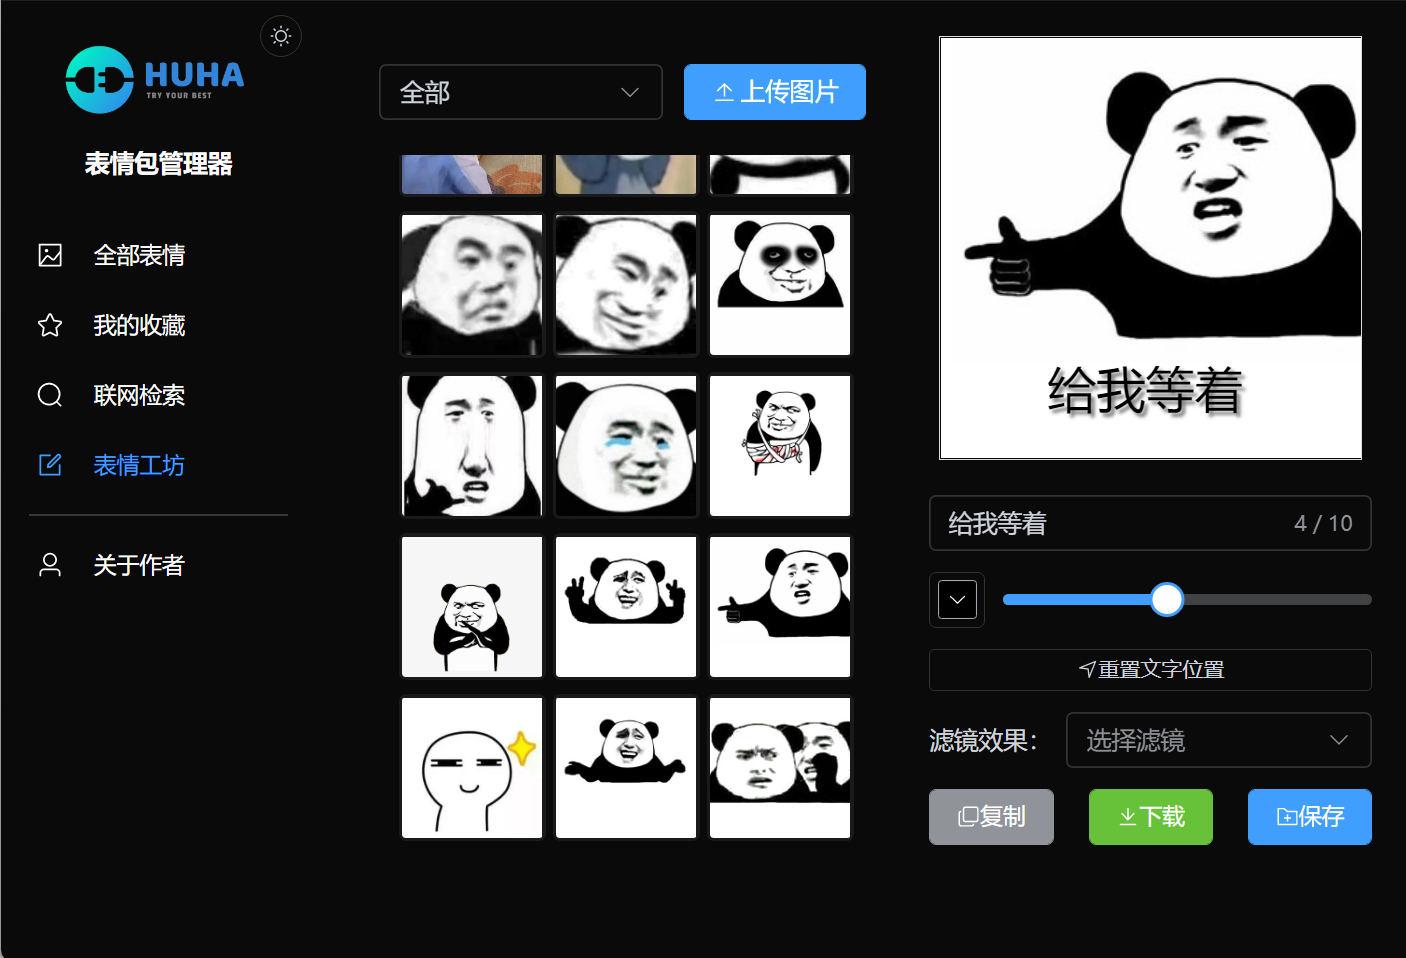 HUHA
TRY YOUR BEST
表情包管理器
全部表情
我的收藏
联网检索
表情工坊
关于作者
全部
上传图片
给我等着
给我等着
4 / 10
重置文字位置
滤镜效果：
选择滤镜
复制
下载
保存